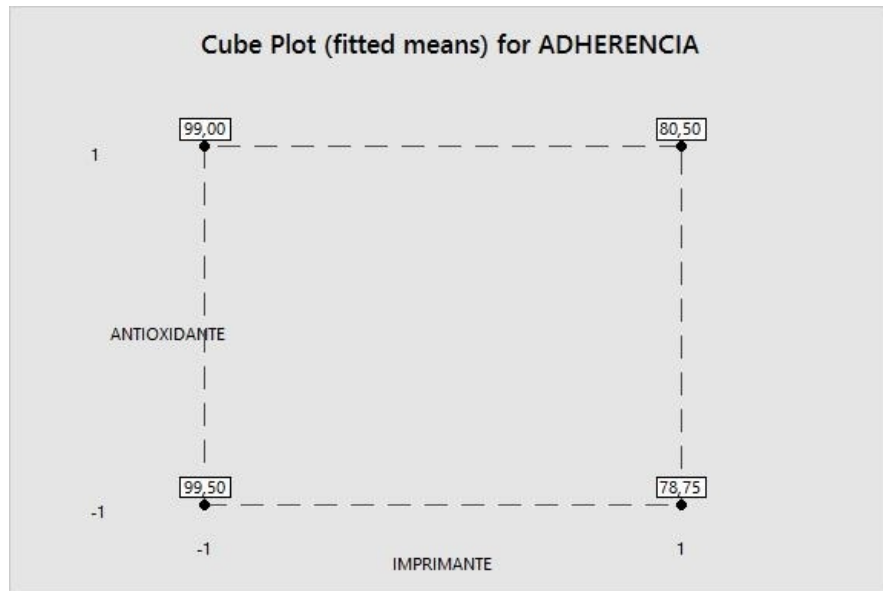 Cube Plot (fitted means) for ADHERENCIA
99,00
80,50
1
ANTIOXIDANTE
99,50
78,75
-1
-1
1
IMPRIMANTE